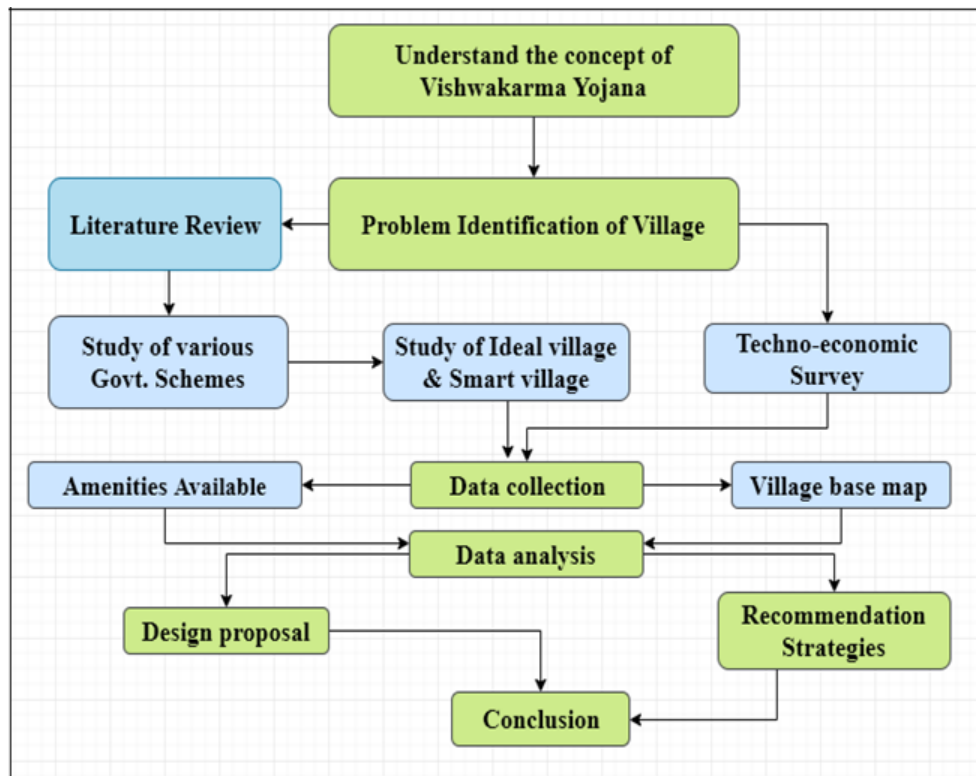 Understand the concept of
Vishwakarma Yojana
Literature Review
Problem Identification of Village
Study of various
Govt. Schemes
Study of Ideal village
& Smart village
Techno-economic
Survey
Amenities Available
Data collection
Village base map
Data analysis
Design proposal
Recommendation
Strategies
Conclusion